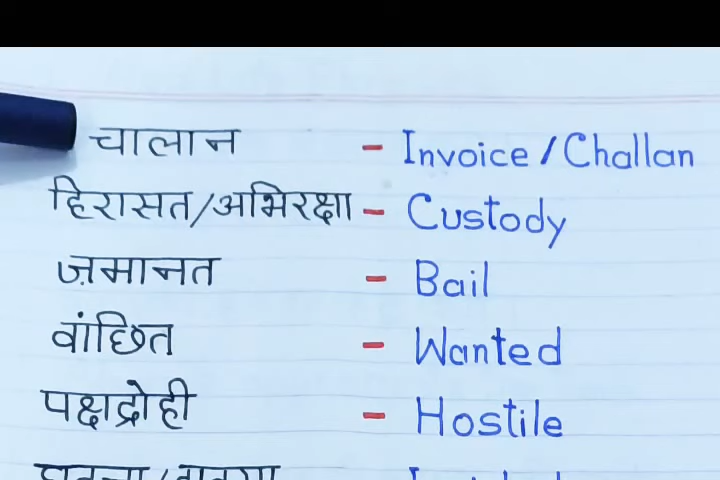 चालान - Invoice / Challan
हिरासत/अभिरक्षा - Custody
ज़मानत - Bail
वांछित - Wanted
पक्षद्रोही - Hostile